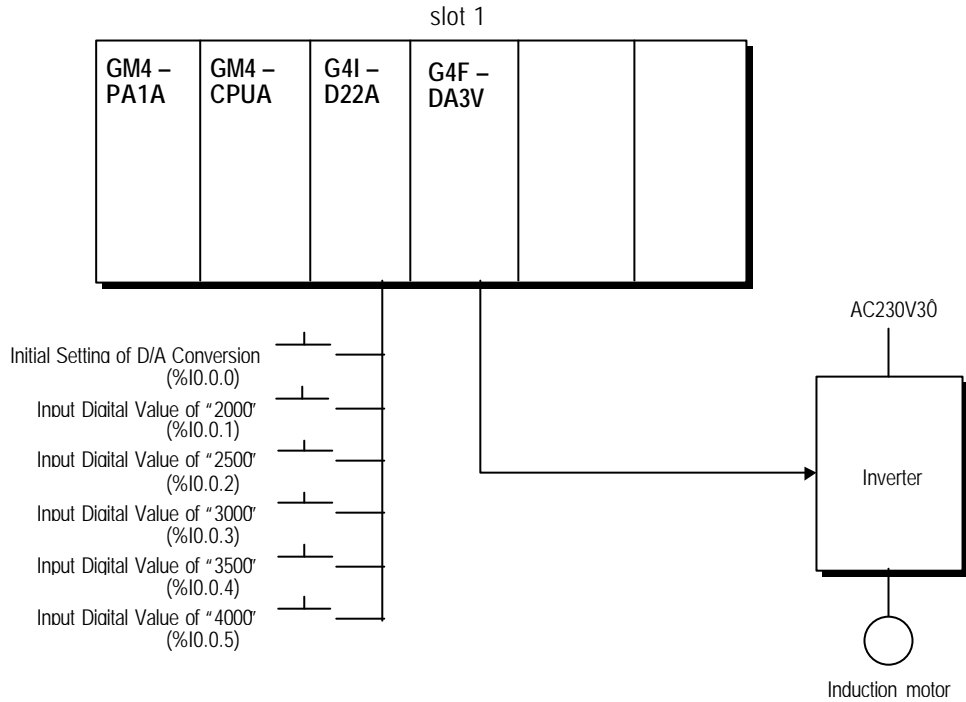 slot 1
GM4 –
PA1A
GM4 –
CPUA
G4I –
D22A
G4F –
DA3V
AC230V3Ô
Initial Setting of D/A Conversion
(%I0.0.0)
Input Digital Value of “2000”
(%I0.0.1)
Input Digital Value of “2500”
(%I0.0.2)
Input Digital Value of “3000”
(%I0.0.3)
Input Digital Value of “3500”
(%I0.0.4)
Input Digital Value of “4000”
(%I0.0.5)
Inverter
Induction motor